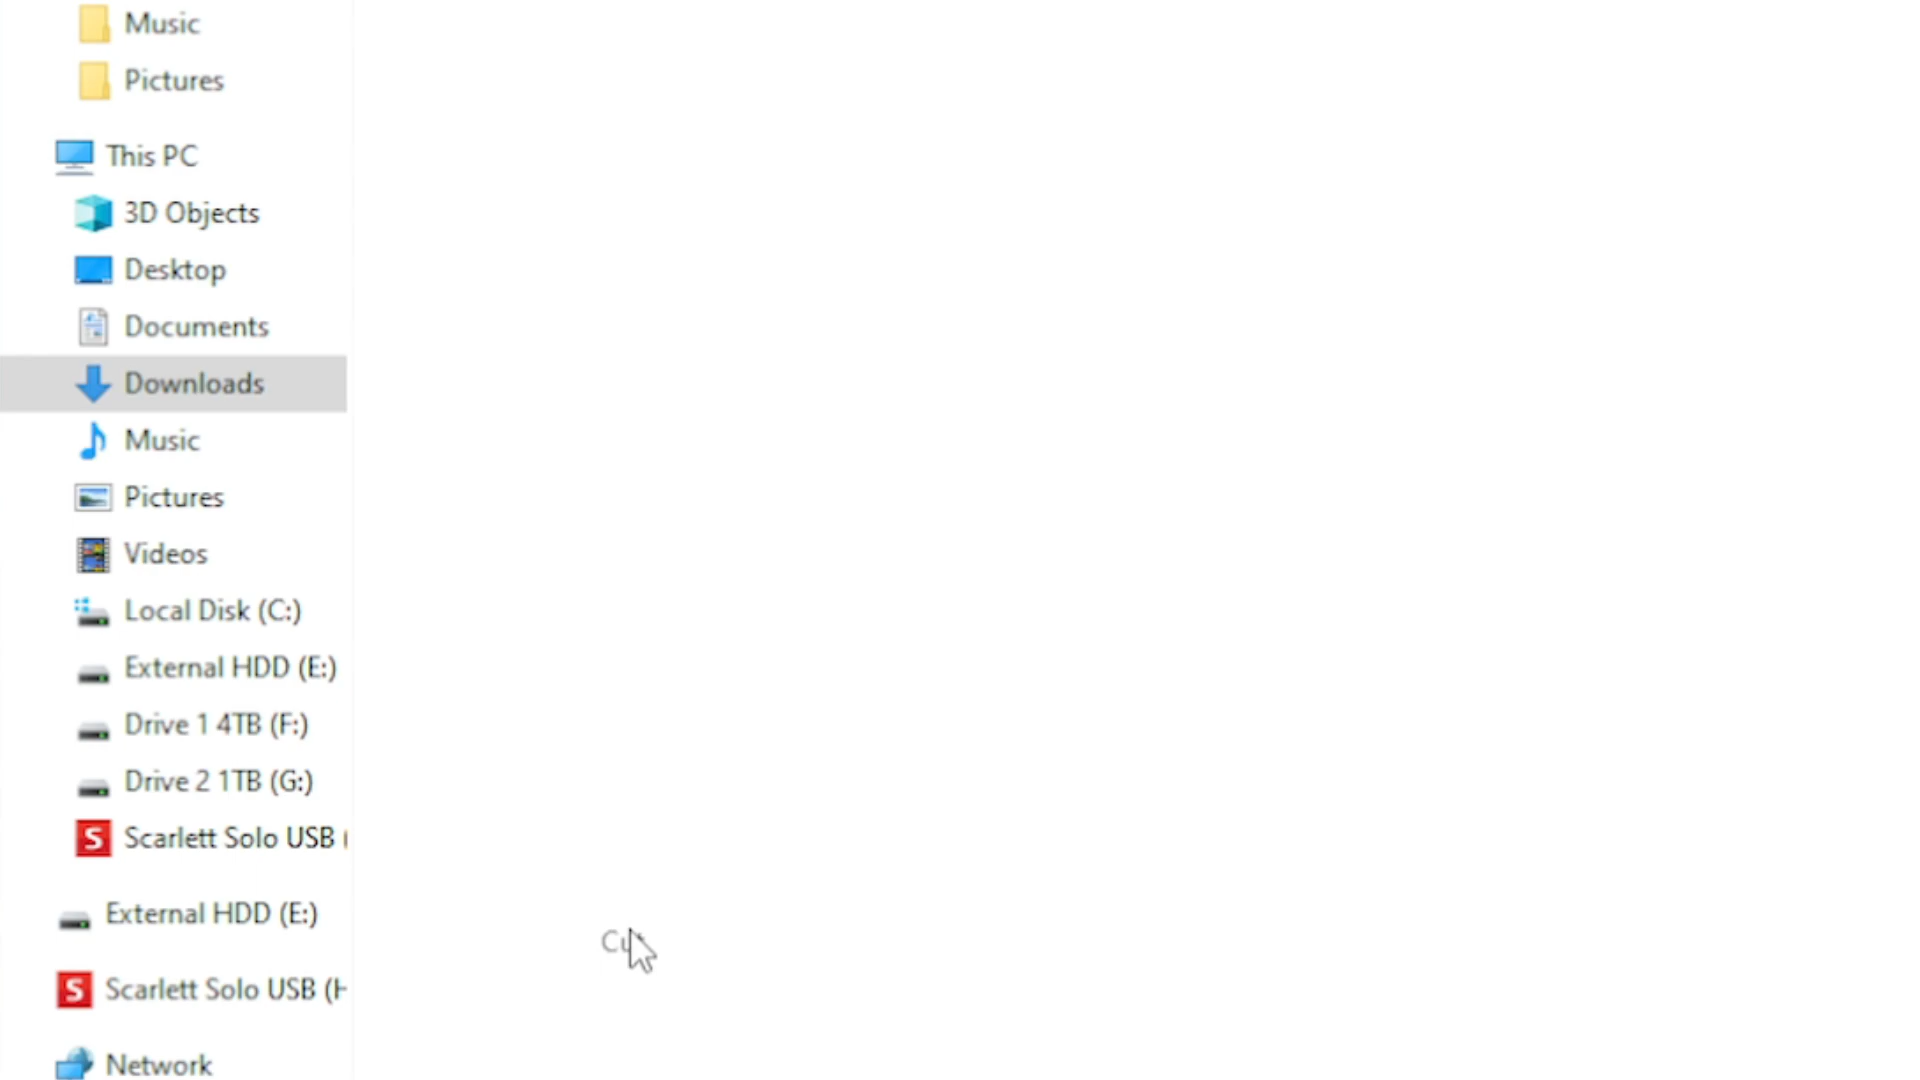 Music
Pictures
This PC
3D Objects
Desktop
Documents
Downloads
Music
Pictures
Videos
Local Disk (C:)
External HDD (E:)
Drive 1 4TB (F:)
Drive 2 1TB (G:)
Scarlett Solo USB (
External HDD (E:)
Scarlett Solo USB (H
Network